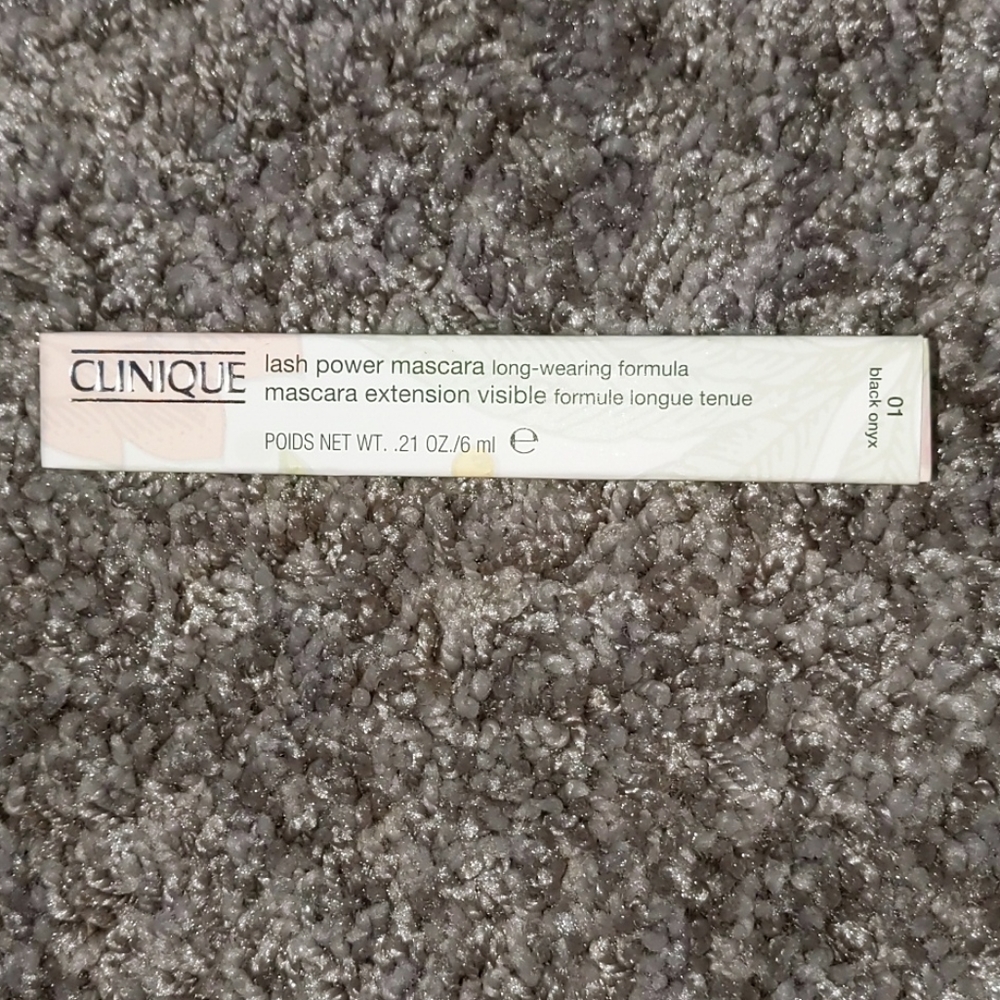 CLINIQUE
lash power mascara long-wearing formula
mascara extension visible formule longue tenue
POIDS NET WT. .21 OZ./6 ml ℮
01
black onyx